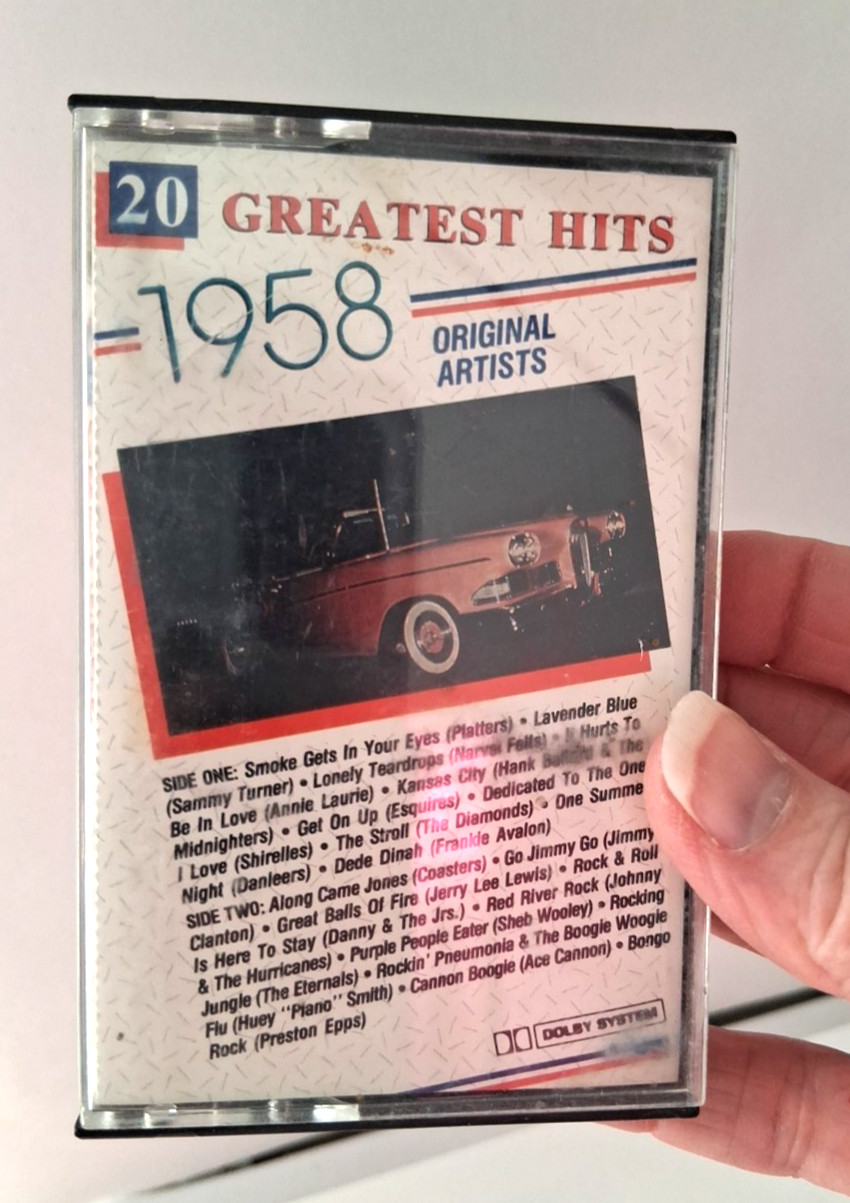 20 GREATEST HITS
1958
ORIGINAL
ARTISTS
SIDE ONE: Smoke Gets In Your Eyes (Platters) • Lavender Blue
(Sammy Turner) • Lonely Teardrops (Narvel Felts) • It Hurts To
Be In Love (Annie Laurie) • Kansas City (Hank & The
Midnighters) • Get On Up (Esquires) • Dedicated To The One
I Love (Shirelles) • The Stroll (The Diamonds) • One Summe
Night (Danleers) • Dede Dinah (Frankie Avalon)
SIDE TWO: Along Came Jones (Coasters) • Go Jimmy Go (Jimmy
Clanton) • Great Balls Of Fire (Jerry Lee Lewis) • Rock & Roll
Is Here To Stay (Danny & The Jrs.) • Red River Rock (Johnny
& The Hurricanes) • Purple People Eater (Sheb Wooley) • Rocking
Jungle (The Eternals) • Rockin' Pneumonia & The Boogie Woogie
Flu (Huey "Piano" Smith) • Cannon Boogie (Ace Cannon) • Bongo
Rock (Preston Epps)
DOLBY SYSTEM